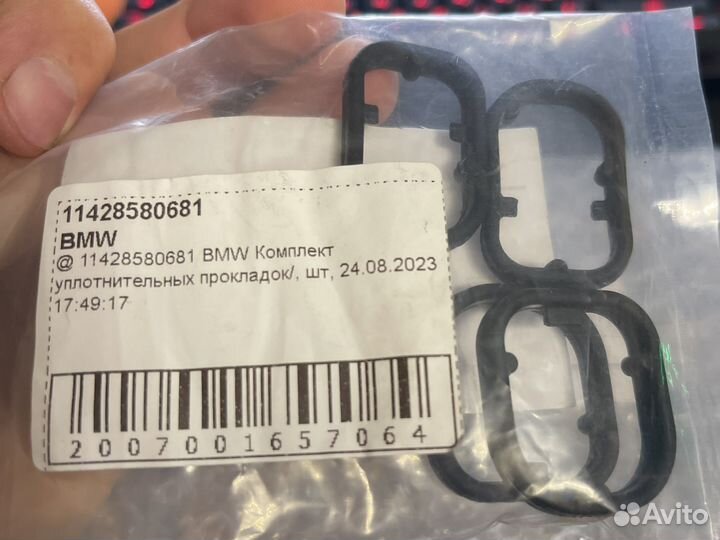 11428580681
BMW
@ 11428580681 BMW Комплект
уплотнительных прокладок/, шт, 24.08.2023
17:49:17
2007001657064
Avito